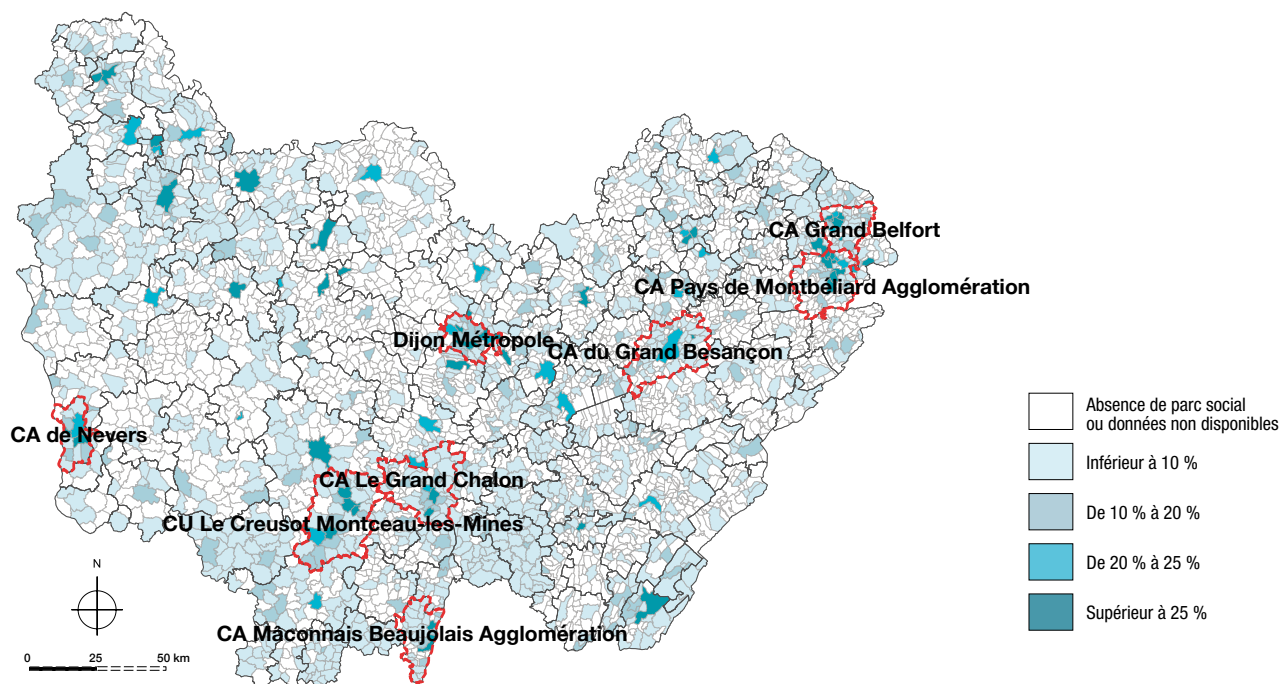 CA Grand Belfort
CA Pays de Montbéliard Agglomération
Dijon Métropole
CA du Grand Besançon
CA de Nevers
CA Le Grand Chalon
CU Le Creusot Montceau-les-Mines
CA Mâconnais Beaujolais Agglomération
N
0 25 50 km
Absence de parc social
ou données non disponibles
Inférieur à 10 %
De 10 % à 20 %
De 20 % à 25 %
Supérieur à 25 %